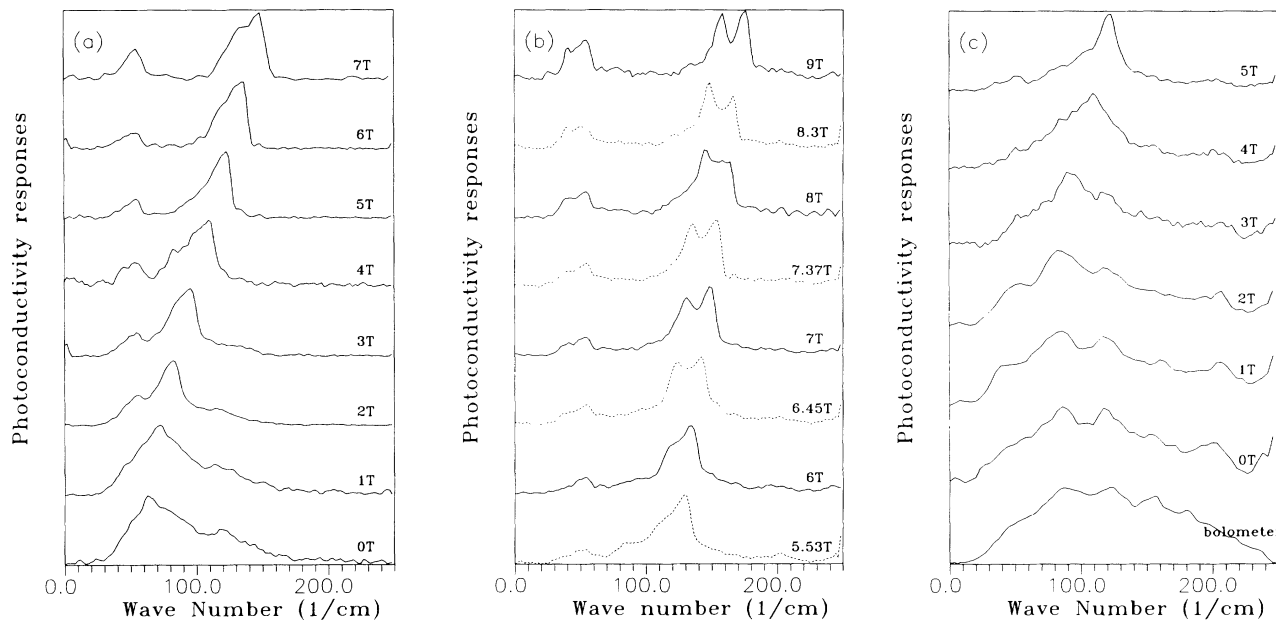 Photoconductivity responses
(a)
7T
6T
5T
4T
3T
2T
1T
0T
0.0 100.0 200.0
Wave Number (1/cm)
Photoconductivity responses
(b)
9T
8.3T
8T
7.37T
7T
6.45T
6T
5.53T
0.0 100.0 200.0
Wave number (1/cm)
Photoconductivity responses
(c)
5T
4T
3T
2T
1T
0T
bolomete
0.0 100.0 200.0
Wave Number (1/cm)